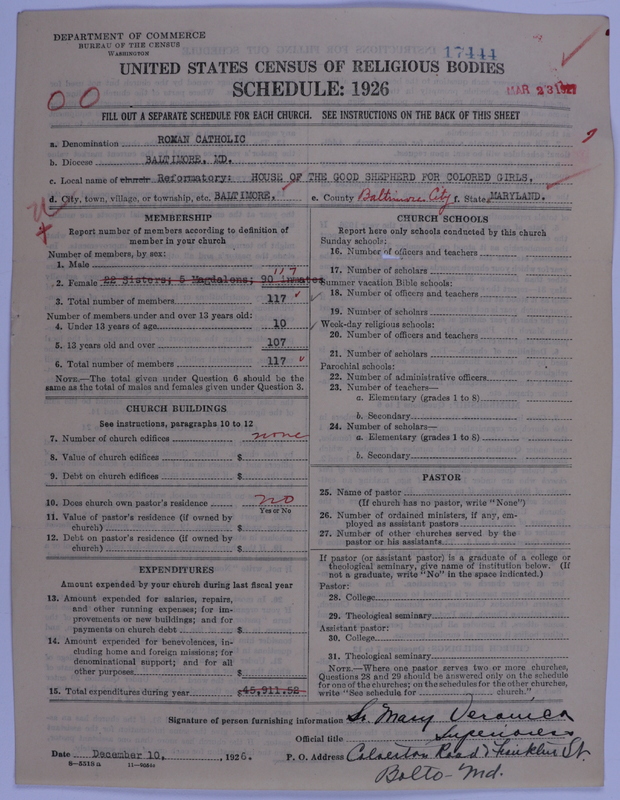 DEPARTMENT OF COMMERCE
BUREAU OF THE CENSUS
WASHINGTON
17444
UNITED STATES CENSUS OF RELIGIOUS BODIES
SCHEDULE: 1926
MAR 23 1927
FILL OUT A SEPARATE SCHEDULE FOR EACH CHURCH. SEE INSTRUCTIONS ON THE BACK OF THIS SHEET
a. Denomination ROMAN CATHOLIC
b. Diocese BALTIMORE, MD.
c. Local name of church Reformatory: HOUSE OF THE GOOD SHEPHERD FOR COLORED GIRLS.
d. City, town, village, or township, etc. BALTIMORE. e. County Baltimore City f. State MARYLAND.
MEMBERSHIP
Report number of members according to definition of
member in your church
Number of members, by sex:
1. Male
117
2. Female 22 Sisters; 5 Magdalens; 90 inmates
3. Total number of members 117
Number of members under and over 13 years old:
4. Under 13 years of age 10
5. 13 years old and over 107
6. Total number of members 117
NOTE.—The total given under Question 6 should be the
same as the total of males and females given under Question 3.
CHURCH BUILDINGS
See instructions, paragraphs 10 to 12
7. Number of church edifices none
8. Value of church edifices $
9. Debt on church edifices $
10. Does church own pastor's residence no
Yes or No
11. Value of pastor's residence (if owned by
church) $
12. Debt on pastor's residence (if owned by
church) $
EXPENDITURES
Amount expended by your church during last fiscal year
13. Amount expended for salaries, repairs,
and other running expenses; for im-
provements or new buildings; and for
payments on church debt $
14. Amount expended for benevolences, in-
cluding home and foreign missions; for
denominational support; and for all
other purposes $
15. Total expenditures during year $45,911.52
CHURCH SCHOOLS
Report here only schools conducted by this church
Sunday schools:
16. Number of officers and teachers
17. Number of scholars
Summer vacation Bible schools:
18. Number of officers and teachers
19. Number of scholars
Week-day religious schools:
20. Number of officers and teachers
21. Number of scholars
Parochial schools:
22. Number of administrative officers
23. Number of teachers—
a. Elementary (grades 1 to 8)
b. Secondary
24. Number of scholars—
a. Elementary (grades 1 to 8)
b. Secondary
PASTOR
25. Name of pastor
(If church has no pastor, write "None")
26. Number of ordained ministers, if any, em-
ployed as assistant pastors
27. Number of other churches served by the
pastor or his assistants
If pastor (or assistant pastor) is a graduate of a college or
theological seminary, give name of institution below. (If
not a graduate, write "No" in the space indicated.)
Pastor:
28. College
29. Theological seminary
Assistant pastor:
30. College
31. Theological seminary
NOTE.—Where one pastor serves two or more churches,
Questions 28 and 29 should be answered only on the schedule
for one of the churches; on the schedules for the other churches,
write "See schedule for church."
Signature of person furnishing information Sr. Mary Veronica
Official title Superioress
Date December 10, , 1926. P. O. Address Calverton Road & Franklin St.
8—5319a
Balto- Md.